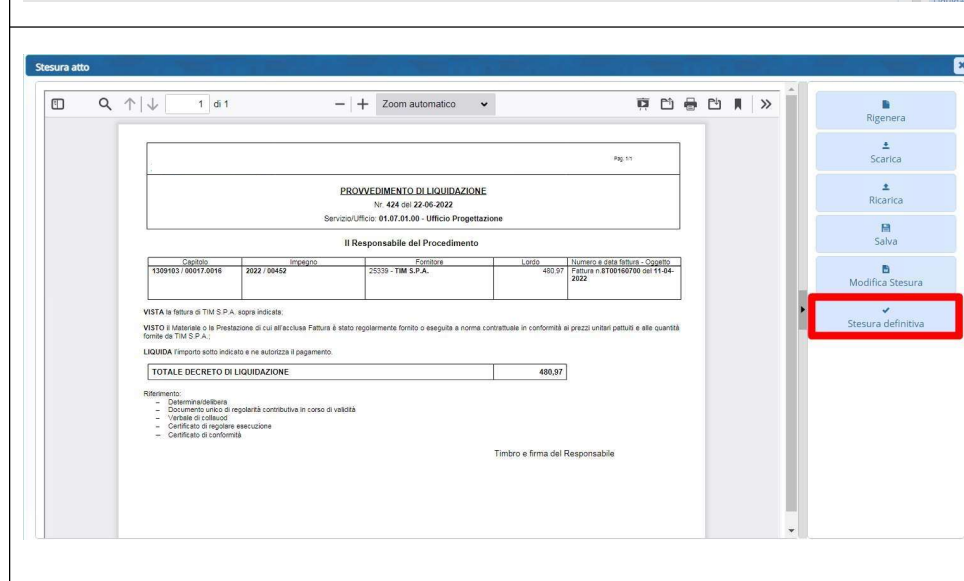 Stesura atto
1 di 1
Zoom automatico
Rigenera
Scarica
Ricarica
Salva
Modifica Stesura
Stesura definitiva
Pag. 1/1
PROVVEDIMENTO DI LIQUIDAZIONE
Nr. 424 del 22-06-2022
Servizio/Ufficio: 01.07.01.00 - Ufficio Progettazione
Il Responsabile del Procedimento
Capitolo Impegno Fornitore Lordo Numero e data fattura - Oggetto
1309103 / 00017.0016 2022 / 00452 25339 - TIM S.P.A. 480,97 Fattura n.8T00160700 del 11-04-
2022
VISTA la fattura di TIM S.P.A. sopra indicata;
VISTO il Materiale o la Prestazione di cui all'acclusa Fattura è stato regolarmente fornito o eseguita a norma contrattuale in conformità ai prezzi unitari pattuiti e alle quantità
fornite da TIM S.P.A.;
LIQUIDA l'importo sotto indicato e ne autorizza il pagamento.
TOTALE DECRETO DI LIQUIDAZIONE 480,97
Riferimento:
– Determina/delibera
– Documento unico di regolarità contributiva in corso di validità
– Verbale di collauod
– Certificato di regolare esecuzione
– Certificato di conformità
Timbro e firma del Responsabile